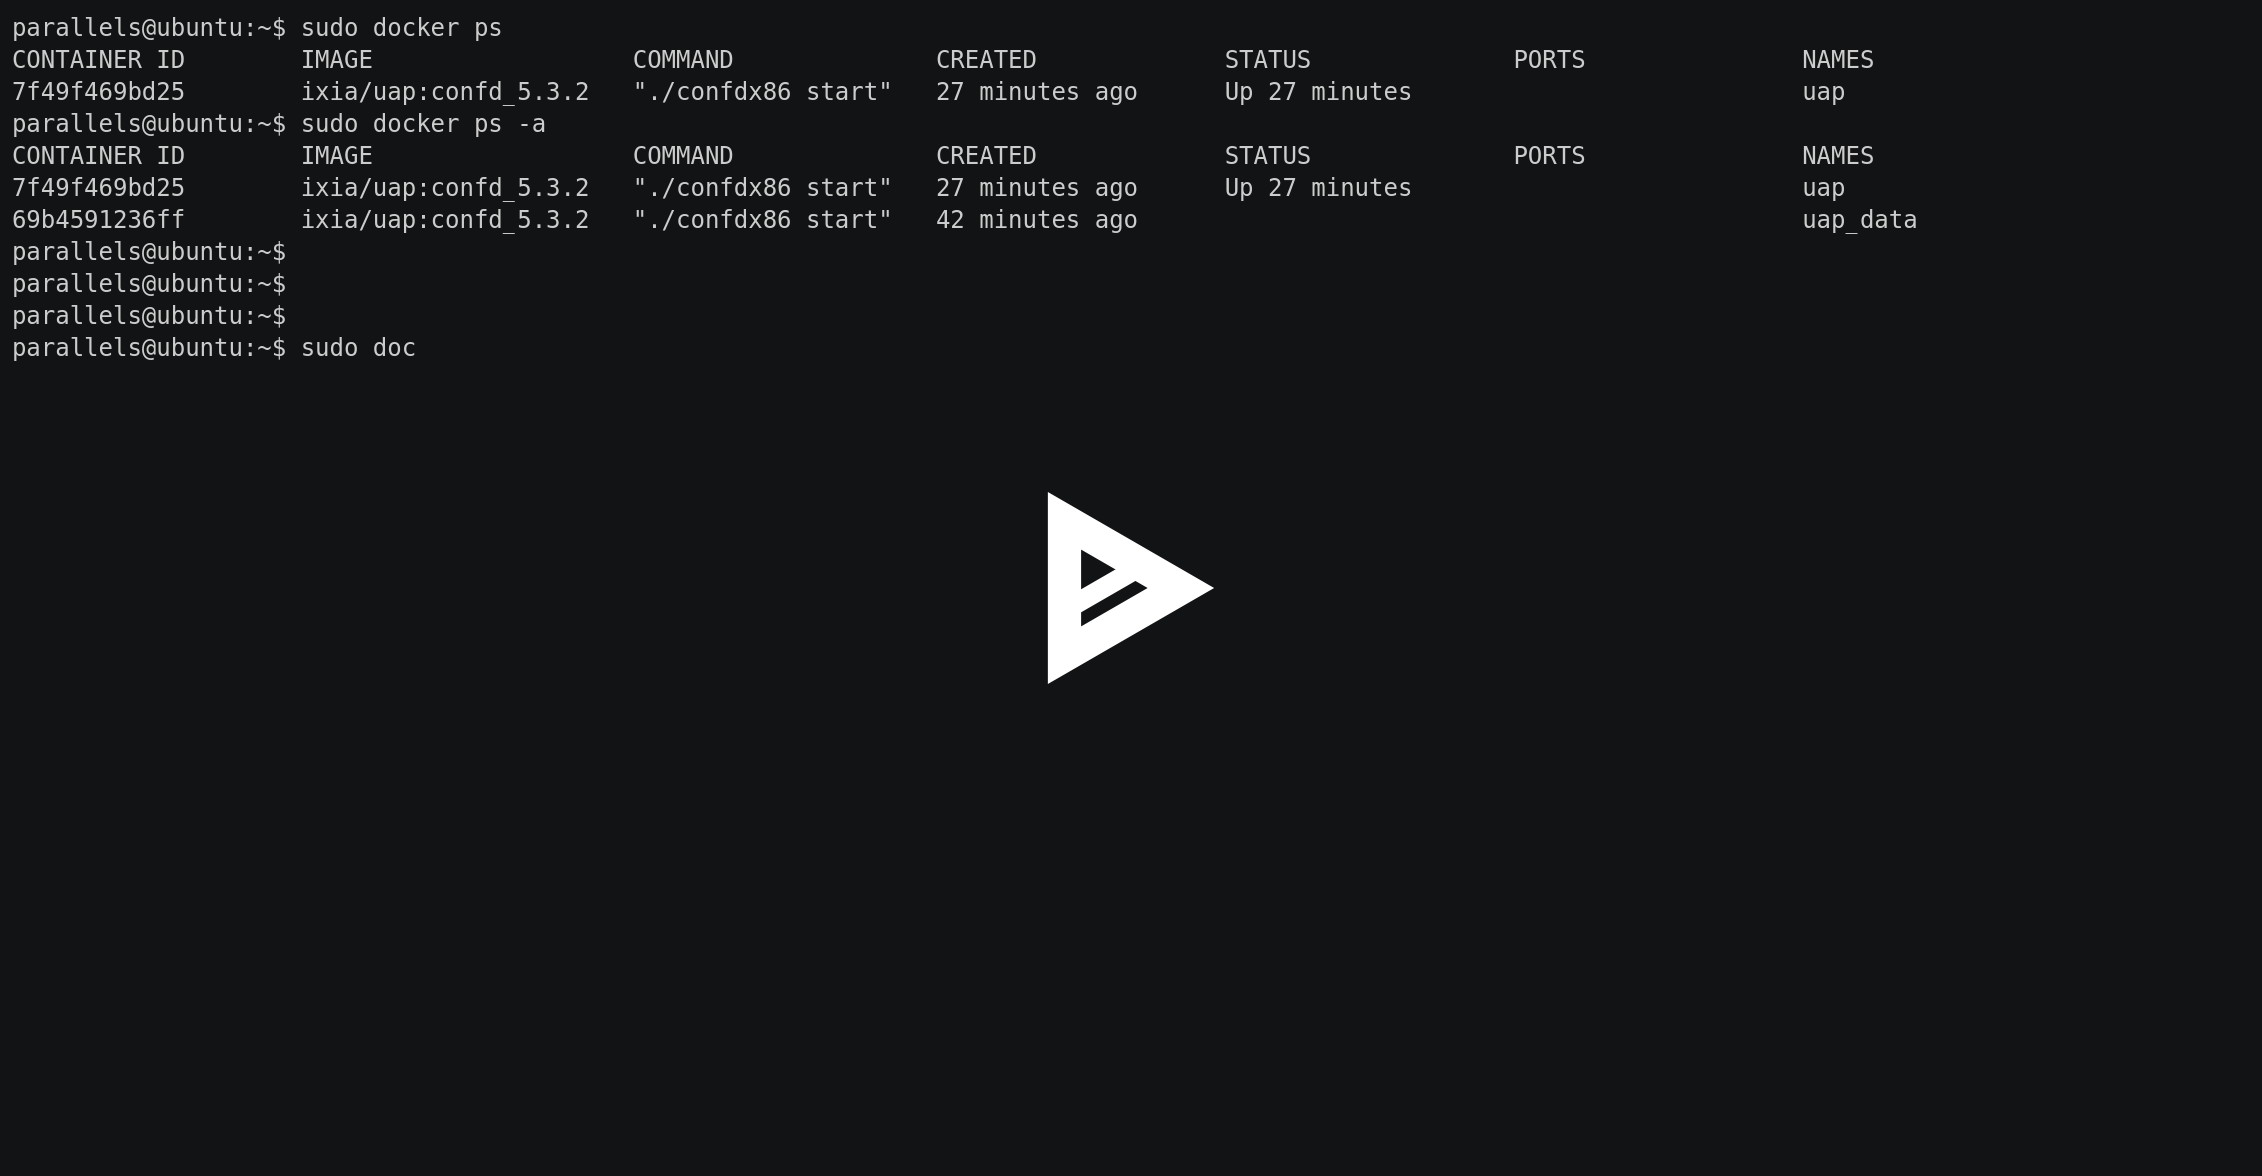 parallels@ubuntu:~$ sudo docker ps
CONTAINER ID        IMAGE                  COMMAND              CREATED             STATUS              PORTS               NAMES
7f49f469bd25        ixia/uap:confd_5.3.2   "./confdx86 start"   27 minutes ago      Up 27 minutes                           uap
parallels@ubuntu:~$ sudo docker ps -a
CONTAINER ID        IMAGE                  COMMAND              CREATED             STATUS              PORTS               NAMES
7f49f469bd25        ixia/uap:confd_5.3.2   "./confdx86 start"   27 minutes ago      Up 27 minutes                           uap
69b4591236ff        ixia/uap:confd_5.3.2   "./confdx86 start"   42 minutes ago                                              uap_data
parallels@ubuntu:~$
parallels@ubuntu:~$
parallels@ubuntu:~$
parallels@ubuntu:~$ sudo doc